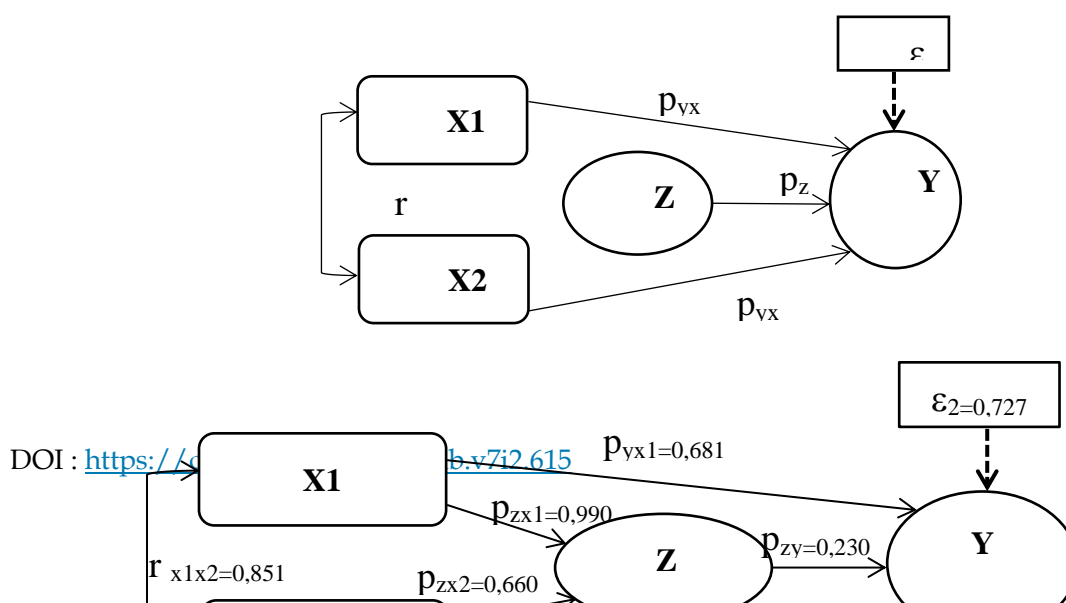 ε
X1
pyx
Z
pz
Y
r
X2
pyx
ε2=0,727
DOI : https:// b.v7i2.615
pyx1=0,681
X1
pzx1=0,990
Z
pzy=0,230
Y
r x1x2=0,851
pzx2=0,660